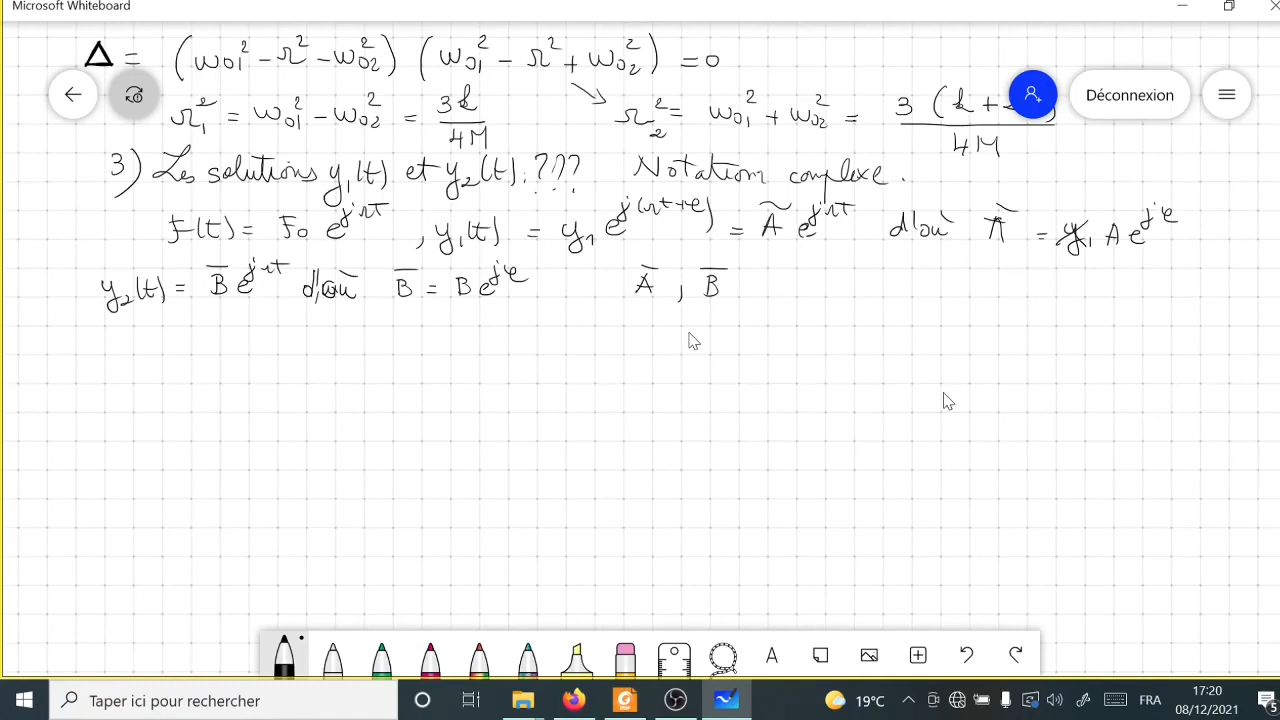 Microsoft Whiteboard
Δ = (ω01² - Ω² - ω02²) (ω01² - Ω² + ω02²) = 0
Déconnexion
Ω1² = ω01² - ω02² = 3k/4M Ω2² = ω01² + ω02² = 3(k+ )/4M
3) Les solutions y1(t) et y2(t) ??? Notation complexe.
F(t) = F0 e^jΩt , y1(t) = y1 e^j(Ωt+φ) = Ã e^jΩt d'où Ā = y1 A e^jφ
y2(t) = B̄ e^jΩt d'où B̄ = B e^jφ Ā , B̄
A
Taper ici pour rechercher
19°C
FRA
17:20
08/12/2021
5